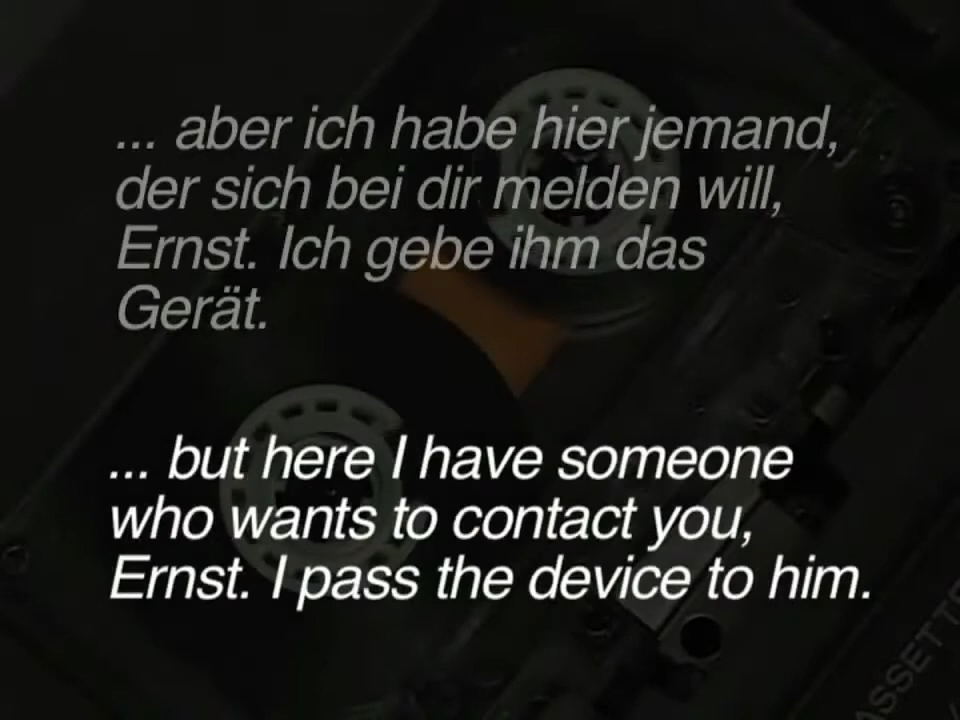 ... aber ich habe hier jemand,
der sich bei dir melden will,
Ernst. Ich gebe ihm das
Gerät.
... but here I have someone
who wants to contact you,
Ernst. I pass the device to him.